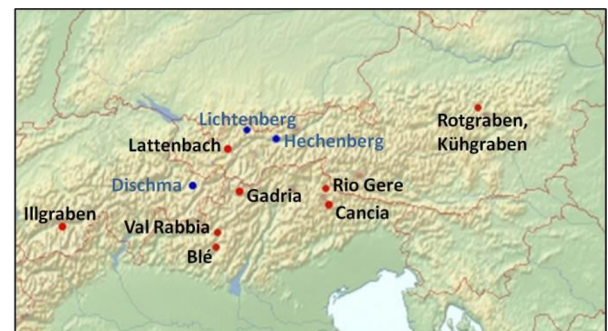 Lichtenberg
Rotgraben,
Kühgraben
Lattenbach
Hechenberg
Dischma
Gadria
Rio Gere
Illgraben
Cancia
Val Rabbia
Blé